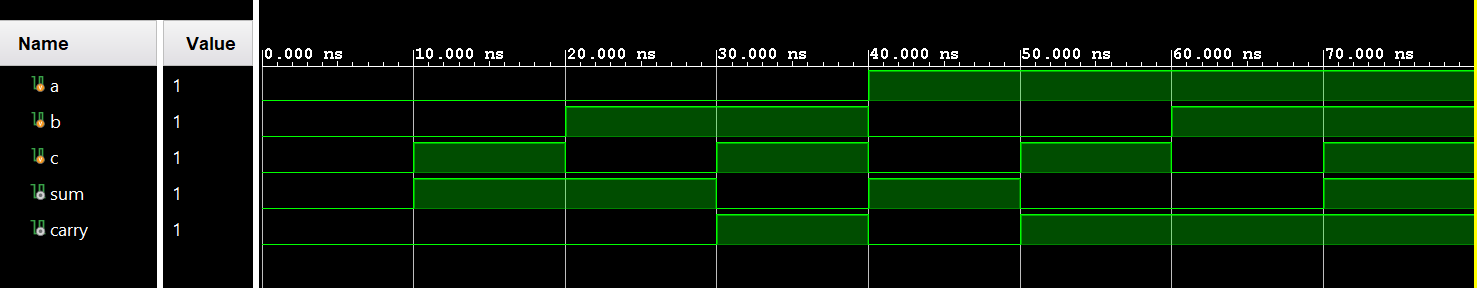 Name Value
0.000 ns 10.000 ns 20.000 ns 30.000 ns 40.000 ns 50.000 ns 60.000 ns 70.000 ns
a 1
b 1
c 1
sum 1
carry 1